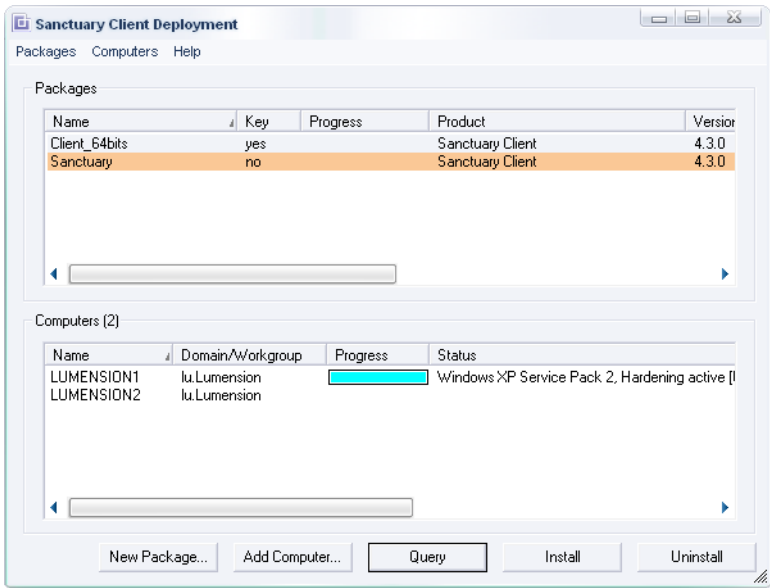 Sanctuary Client Deployment
Packages Computers Help
Packages
Name Key Progress Product Version
Client_64bits yes Sanctuary Client 4.3.0
Sanctuary no Sanctuary Client 4.3.0
Computers (2)
Name Domain/Workgroup Progress Status
LUMENSION1 lu.Lumension Windows XP Service Pack 2, Hardening active [
LUMENSION2 lu.Lumension
New Package... Add Computer... Query Install Uninstall